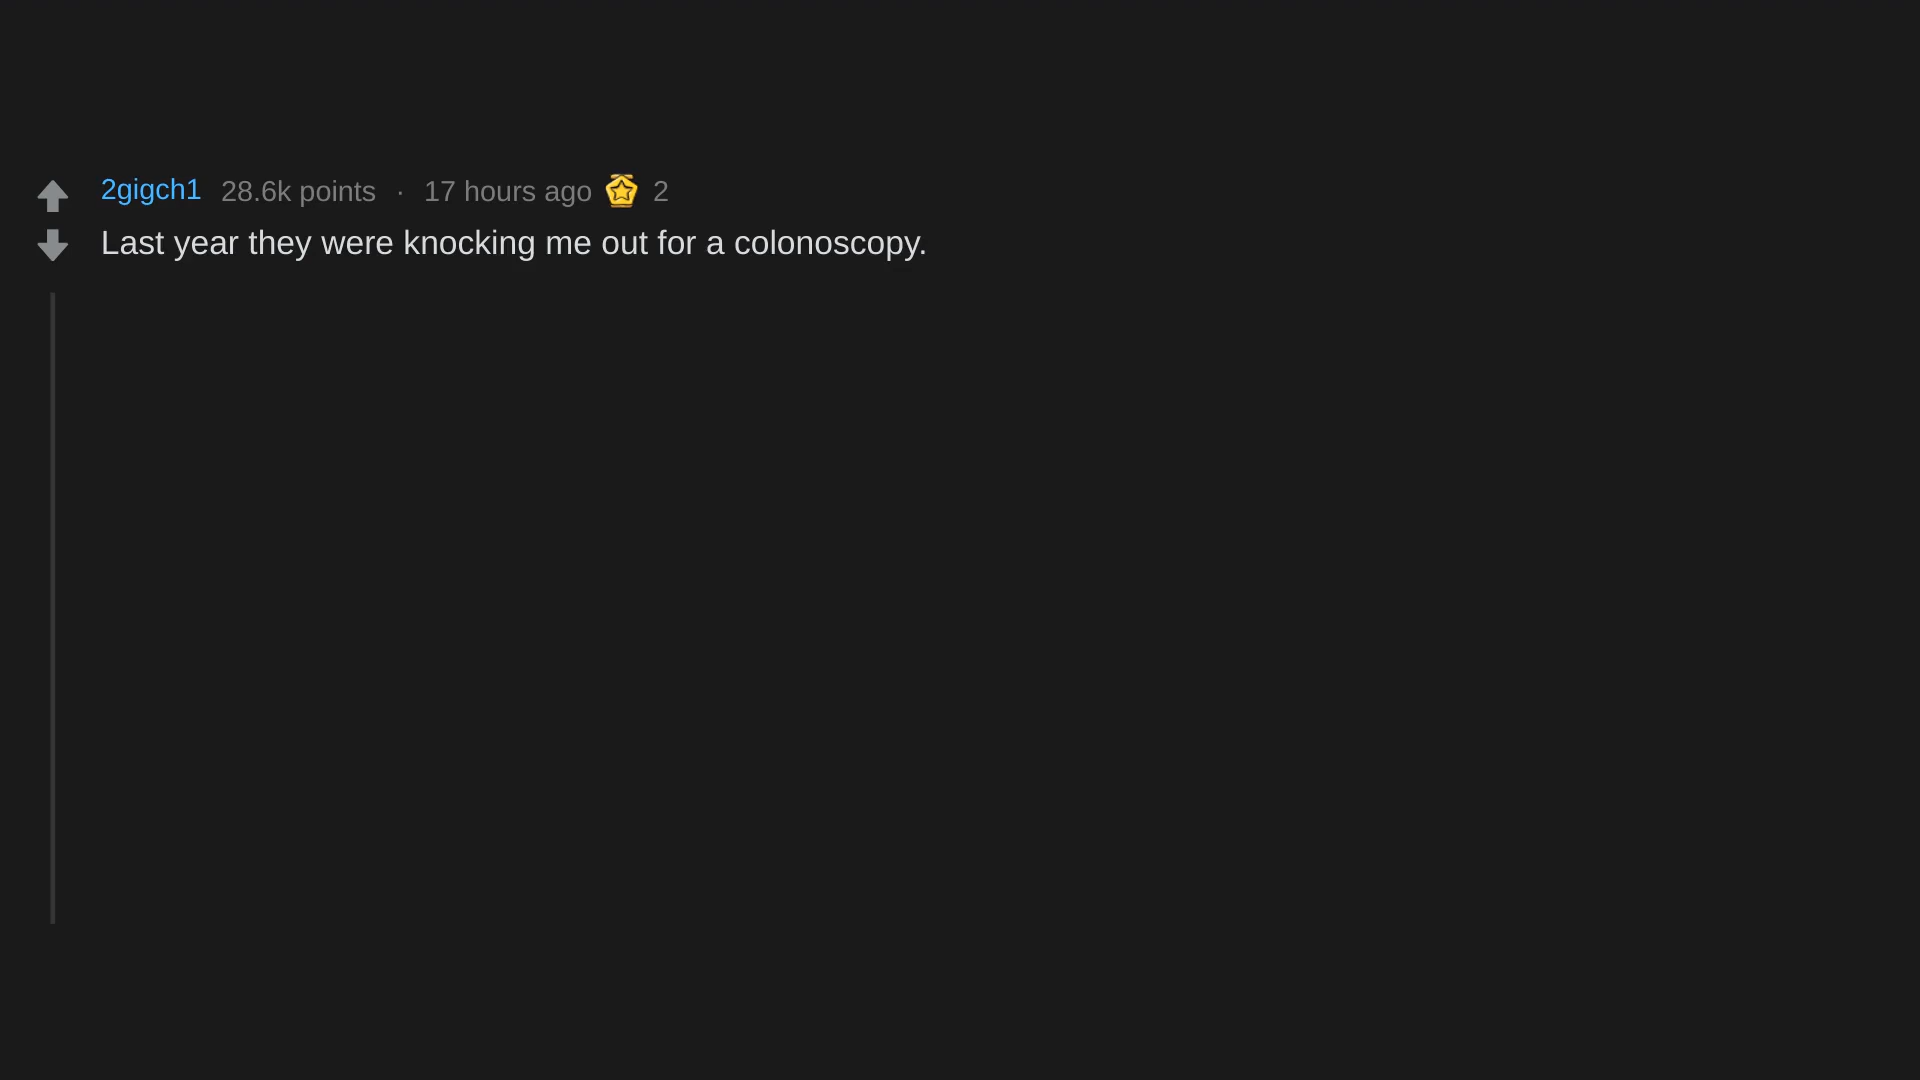 2gigch1 28.6k points · 17 hours ago 2
Last year they were knocking me out for a colonoscopy.